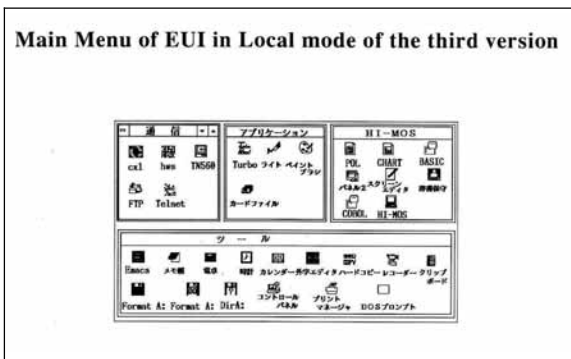 Main Menu of EUI in Local mode of the third version
通 信
cxl hws TN560
FTP Telnet
アプリケーション
Turbo ライト ペイント
ブラシ
カードファイル
HI-MOS
POL CHART BASIC
パネルエ スクリーン
エディタ 辞書保守
COBOL HI-MOS
ツ ー ル
Emacs メモ帳 電卓 時計 カレンダー 外字エディタ ハードコピー レコーダー クリップ
ボード
Format A: Format A: DirA: コントロール
パネル プリント
マネージャ DOSプロンプト